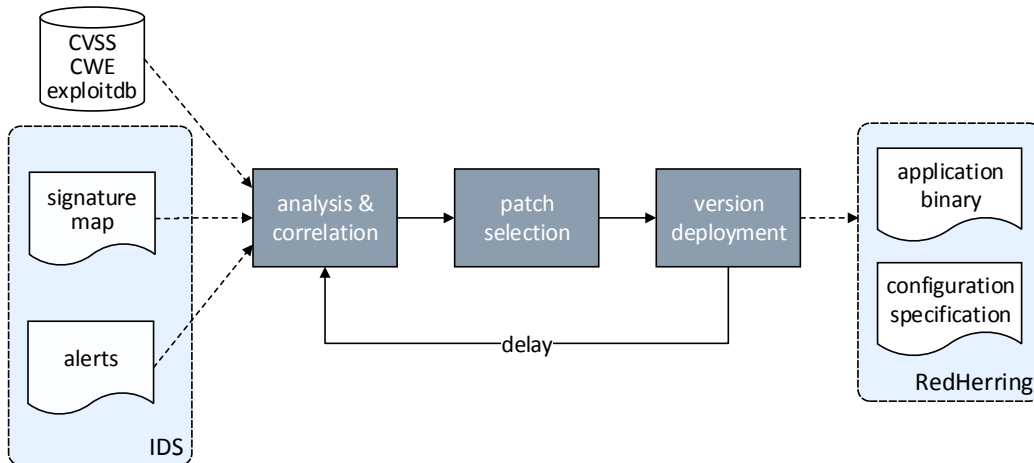 CVSS
CWE
exploitdb
signature
map
alerts
IDS
analysis &
correlation
patch
selection
version
deployment
delay
application
binary
configuration
specification
RedHerring